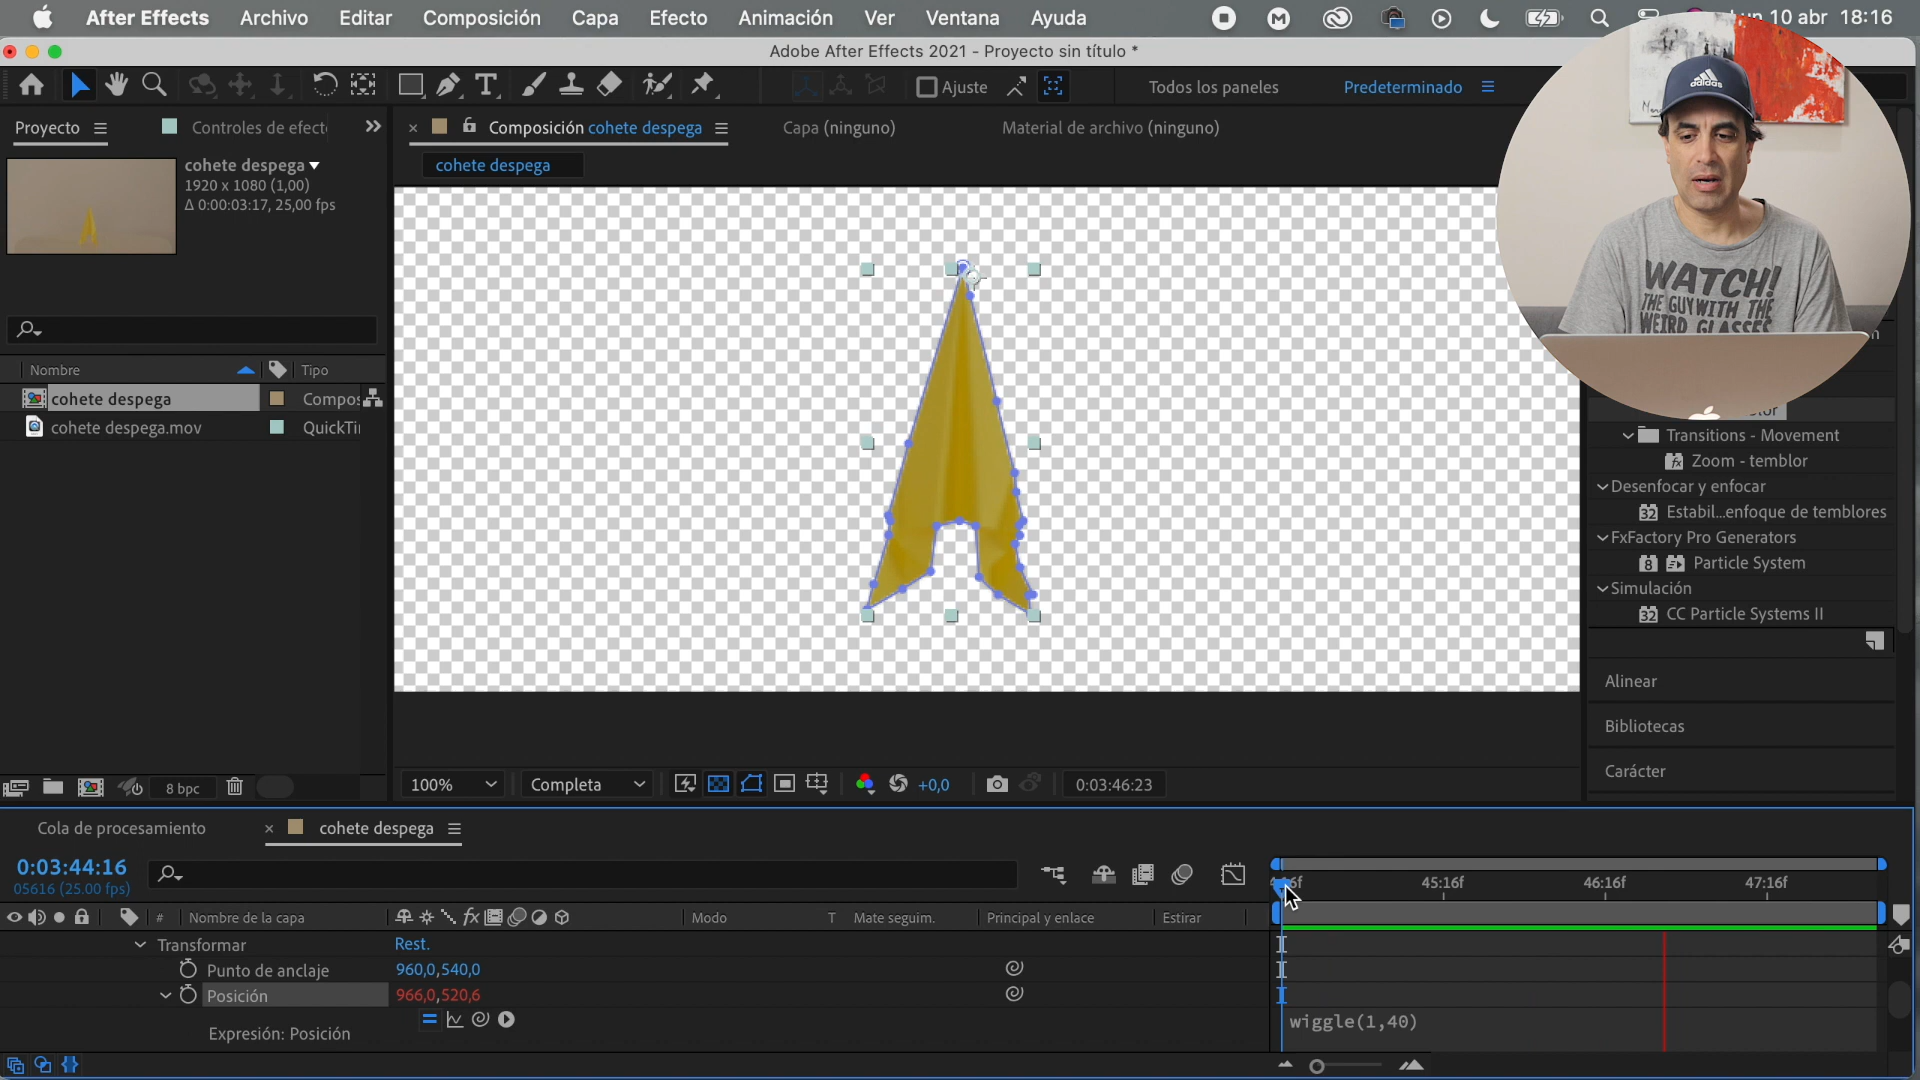 After Effects Archivo Editar Composición Capa Efecto Animación Ver Ventana Ayuda 10 abr 18:16
Adobe After Effects 2021 - Proyecto sin título *
T Ajuste Todos los paneles Predeterminado
Proyecto Controles de efect Composición cohete despega Capa (ninguno) Material de archivo (ninguno)
cohete despega
cohete despega
1920 x 1080 (1,00)
Δ 0:00:03:17, 25,00 fps
adidas
WATCH!
THE GUY WITH THE
WEIRD GLASSES
Nombre Tipo
cohete despega Compos
cohete despega.mov QuickTi
Transitions - Movement
Zoom - temblor
Desenfocar y enfocar
32 Estabil...enfoque de temblores
FxFactory Pro Generators
8 Particle System
Simulación
32 CC Particle Systems II
Alinear
Bibliotecas
Carácter
8 bpc 100% Completa +0,0 0:03:46:23
Cola de procesamiento cohete despega
0:03:44:16
05616 (25.00 fps)
45:16f 46:16f 47:16f
# Nombre de la capa fx Modo T Mate seguim. Principal y enlace Estirar
Transformar Rest.
Punto de anclaje 960,0,540,0
Posición 966,0,520,6
Expresión: Posición wiggle(1,40)